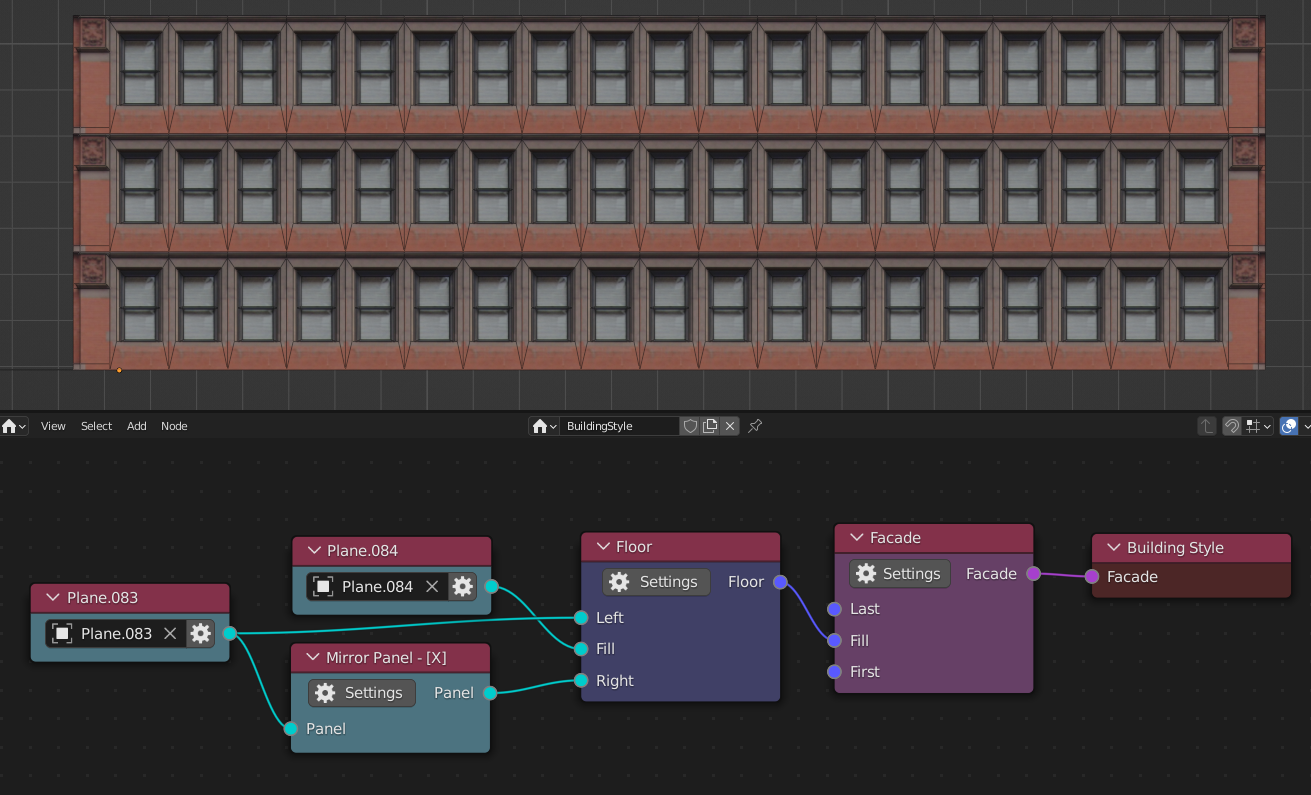 View Select Add Node BuildingStyle
Plane.083
Plane.083
Plane.084
Plane.084
Mirror Panel - [X]
Settings Panel
Panel
Floor
Settings Floor
Left
Fill
Right
Facade
Settings Facade
Last
Fill
First
Building Style
Facade